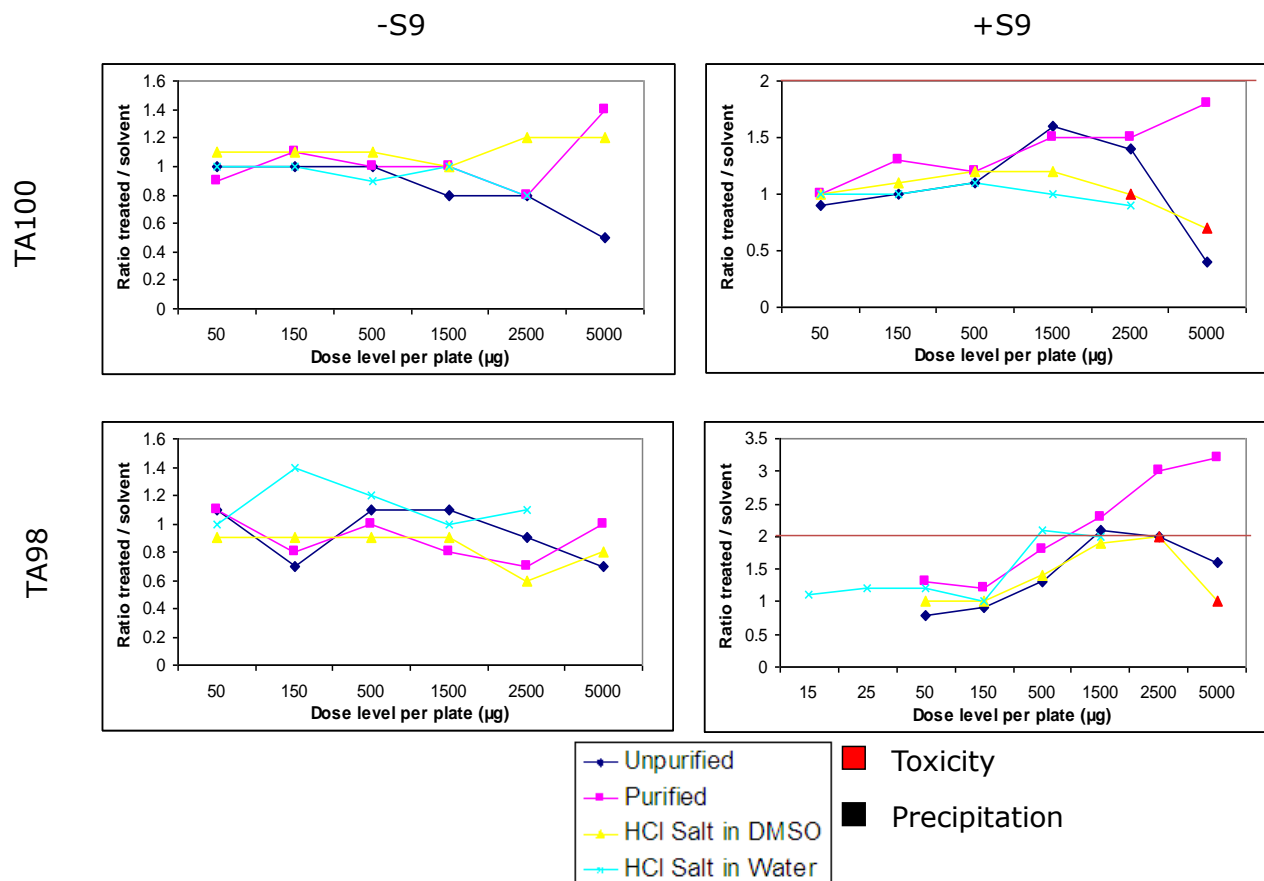 -S9
+S9
TA100
1.6
1.4
1.2
1
0.8
0.6
0.4
0.2
0
Ratio treated / solvent
50 150 500 1500 2500 5000
Dose level per plate (µg)
2
1.5
1
0.5
0
Ratio treated / solvent
50 150 500 1500 2500 5000
Dose level per plate (µg)
TA98
1.6
1.4
1.2
1
0.8
0.6
0.4
0.2
0
Ratio treated / solvent
50 150 500 1500 2500 5000
Dose level per plate (µg)
3.5
3
2.5
2
1.5
1
0.5
0
Ratio treated / solvent
15 25 50 150 500 1500 2500 5000
Dose level per plate (µg)
Unpurified
Purified
HCl Salt in DMSO
HCl Salt in Water
Toxicity
Precipitation